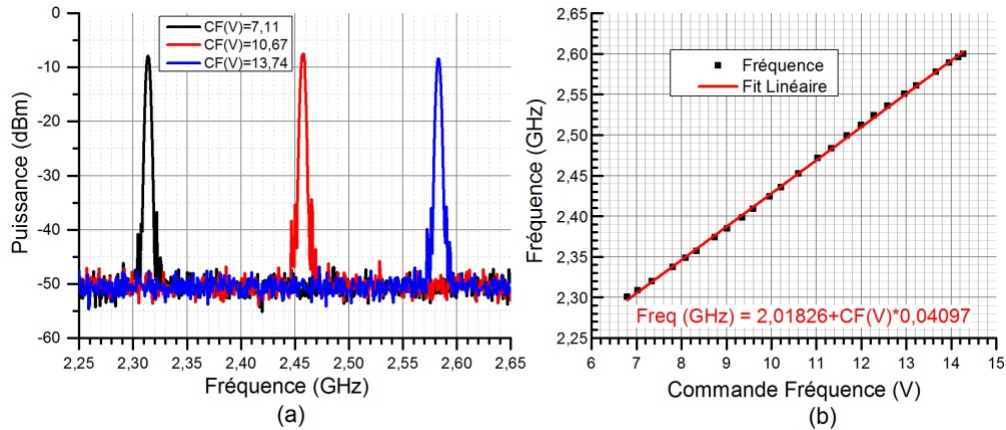 0
-10
-20
-30
-40
-50
-60
Puissance (dBm)
CF(V)=7,11
CF(V)=10,67
CF(V)=13,74
2,25 2,30 2,35 2,40 2,45 2,50 2,55 2,60 2,65
Fréquence (GHz)
(a)
2,65
2,60
2,55
2,50
2,45
2,40
2,35
2,30
2,25
Fréquence (GHz)
Fréquence
Fit Linéaire
Freq (GHz) = 2,01826+CF(V)*0,04097
6 7 8 9 10 11 12 13 14 15
Commande Fréquence (V)
(b)